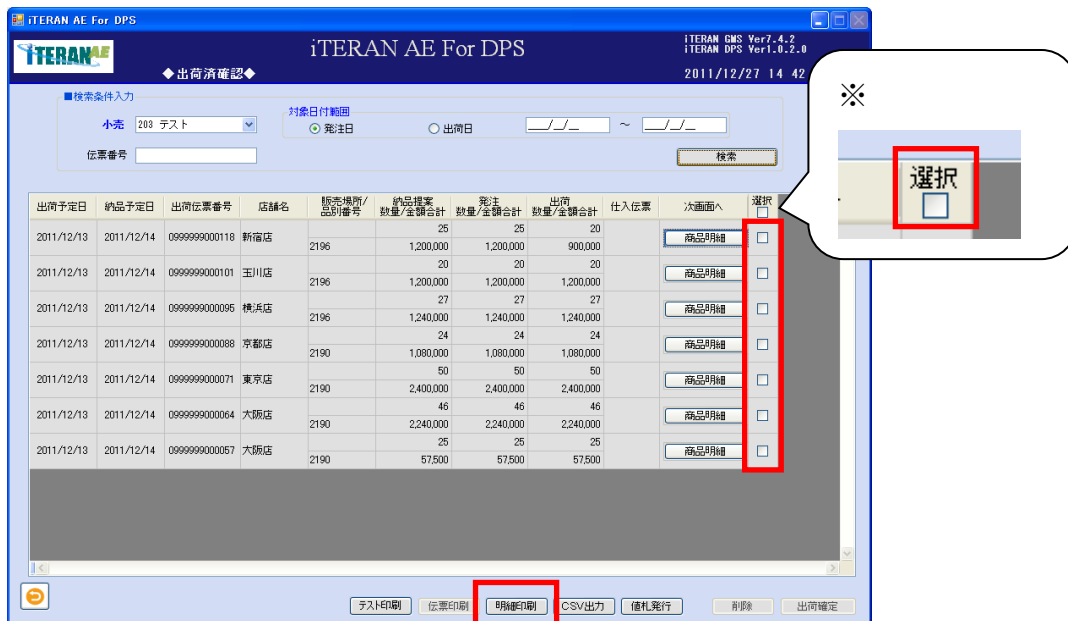 iTERAN AE For DPS
iTERAN AE
iTERAN AE For DPS
iTERAN GMS Ver7.4.2
iTERAN DPS Ver1.0.2.0
◆出荷済確認◆
2011/12/27 14 42
■検索条件入力
小売 203 テスト
対象日付範囲
発注日 出荷日 __/__/__ ～ __/__/__
伝票番号
検索
出荷予定日 納品予定日 出荷伝票番号 店舗名 販売場所/品別番号 納品提案数量/金額合計 発注数量/金額合計 出荷数量/金額合計 仕入伝票 次画面へ 選択
2011/12/13 2011/12/14 0999999000118 新宿店 25 25 20 商品明細
2196 1,200,000 1,200,000 900,000
2011/12/13 2011/12/14 0999999000101 玉川店 20 20 20 商品明細
2196 1,200,000 1,200,000 1,200,000
2011/12/13 2011/12/14 0999999000095 横浜店 27 27 27 商品明細
2196 1,240,000 1,240,000 1,240,000
2011/12/13 2011/12/14 0999999000088 京都店 24 24 24 商品明細
2190 1,080,000 1,080,000 1,080,000
2011/12/13 2011/12/14 0999999000071 東京店 50 50 50 商品明細
2190 2,400,000 2,400,000 2,400,000
2011/12/13 2011/12/14 0999999000064 大阪店 46 46 46 商品明細
2190 2,240,000 2,240,000 2,240,000
2011/12/13 2011/12/14 0999999000057 大阪店 25 25 25 商品明細
2190 57,500 57,500 57,500
テスト印刷 伝票印刷 明細印刷 CSV出力 値札発行 削除 出荷確定
※
選択